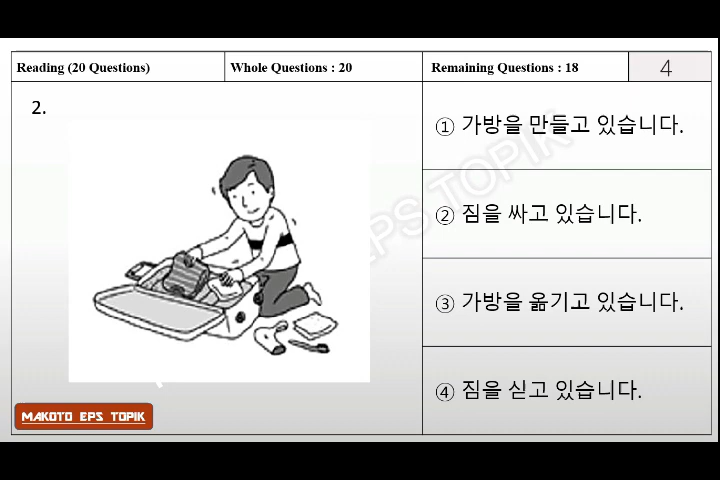 Reading (20 Questions)
Whole Questions : 20
Remaining Questions : 18
4
2.
① 가방을 만들고 있습니다.
② 짐을 싸고 있습니다.
③ 가방을 옮기고 있습니다.
④ 짐을 싣고 있습니다.
EPS TOPIK
MAKOTO EPS TOPIK